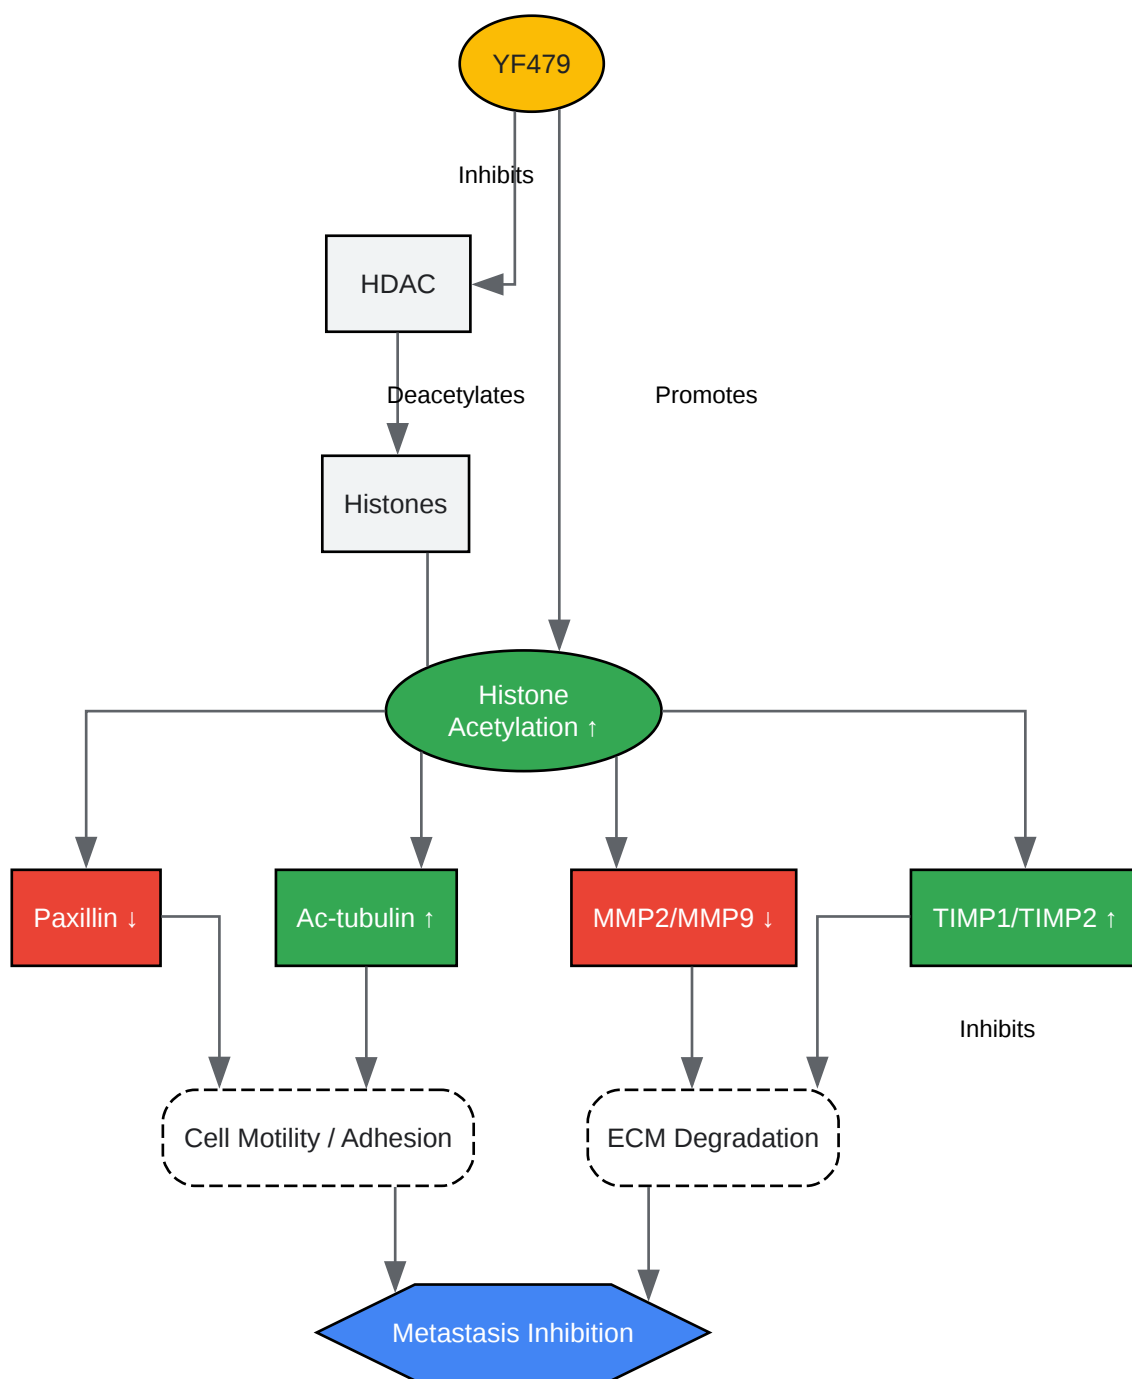 YF479
Inhibits
HDAC
Deacetylates
Promotes
Histones
Histone
Acetylation ↑
Paxillin ↓
Ac-tubulin ↑
MMP2/MMP9 ↓
TIMP1/TIMP2 ↑
Inhibits
Cell Motility / Adhesion
ECM Degradation
Metastasis Inhibition